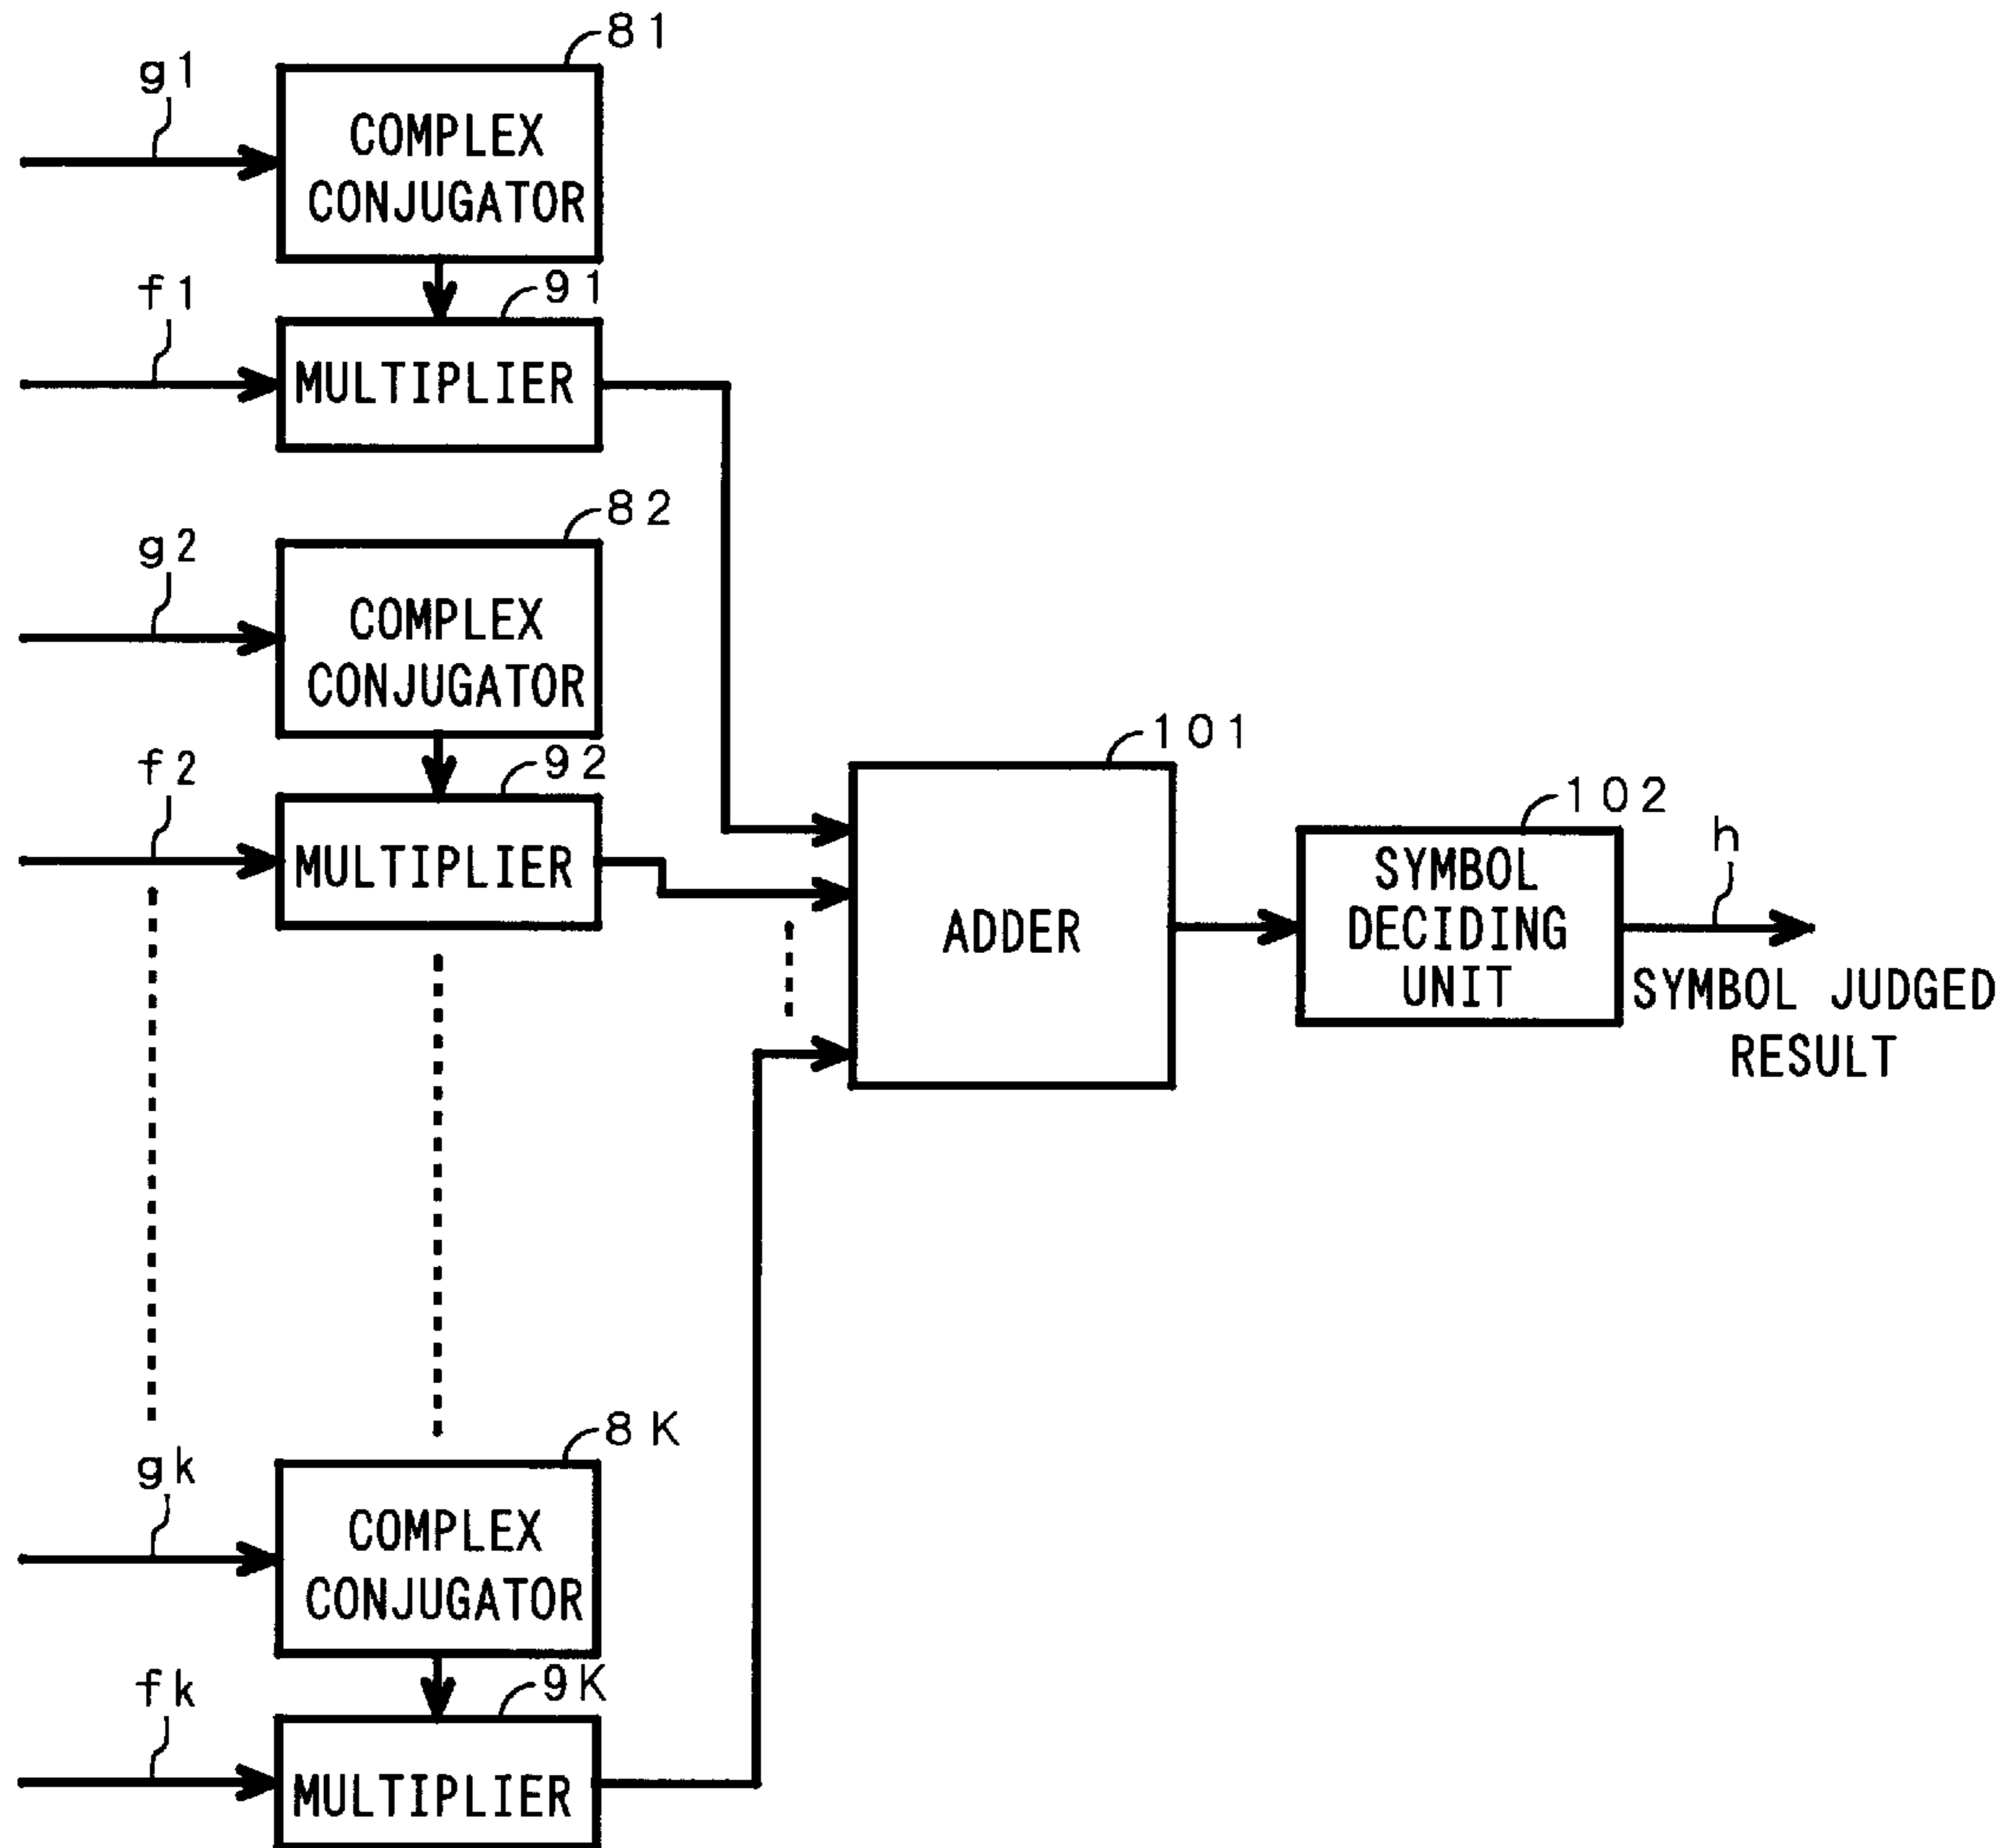 81
g1
COMPLEX
CONJUGATOR
f1
91
MULTIPLIER
82
g2
COMPLEX
CONJUGATOR
f2
92
MULTIPLIER
101
ADDER
102
SYMBOL
DECIDING
UNIT
h
SYMBOL JUDGED
RESULT
8K
gk
COMPLEX
CONJUGATOR
fk
9K
MULTIPLIER